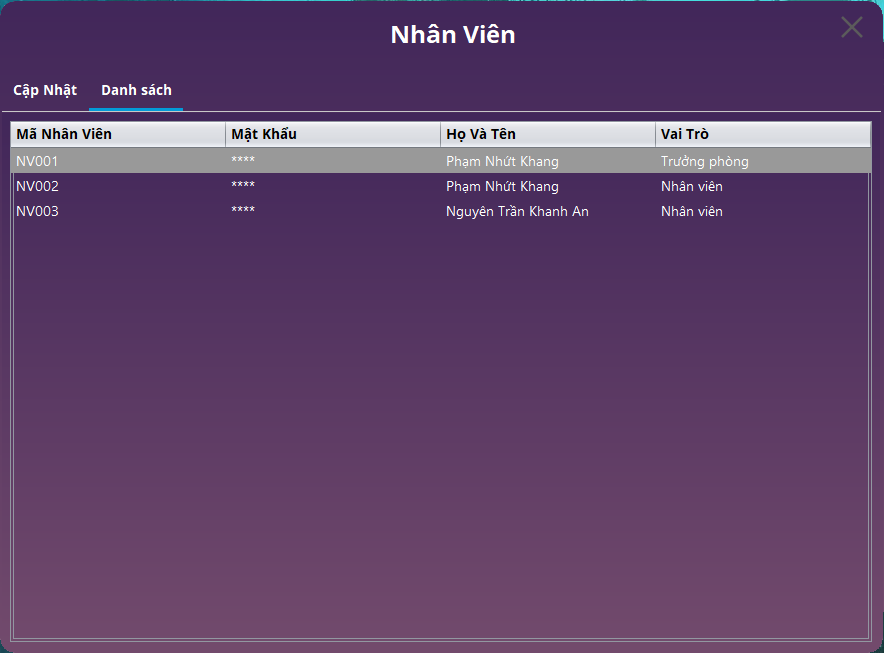 Nhân Viên
Cập Nhật Danh sách
Mã Nhân Viên Mật Khẩu Họ Và Tên Vai Trò
NV001 **** Phạm Nhứt Khang Trưởng phòng
NV002 **** Phạm Nhứt Khang Nhân viên
NV003 **** Nguyên Trần Khanh An Nhân viên